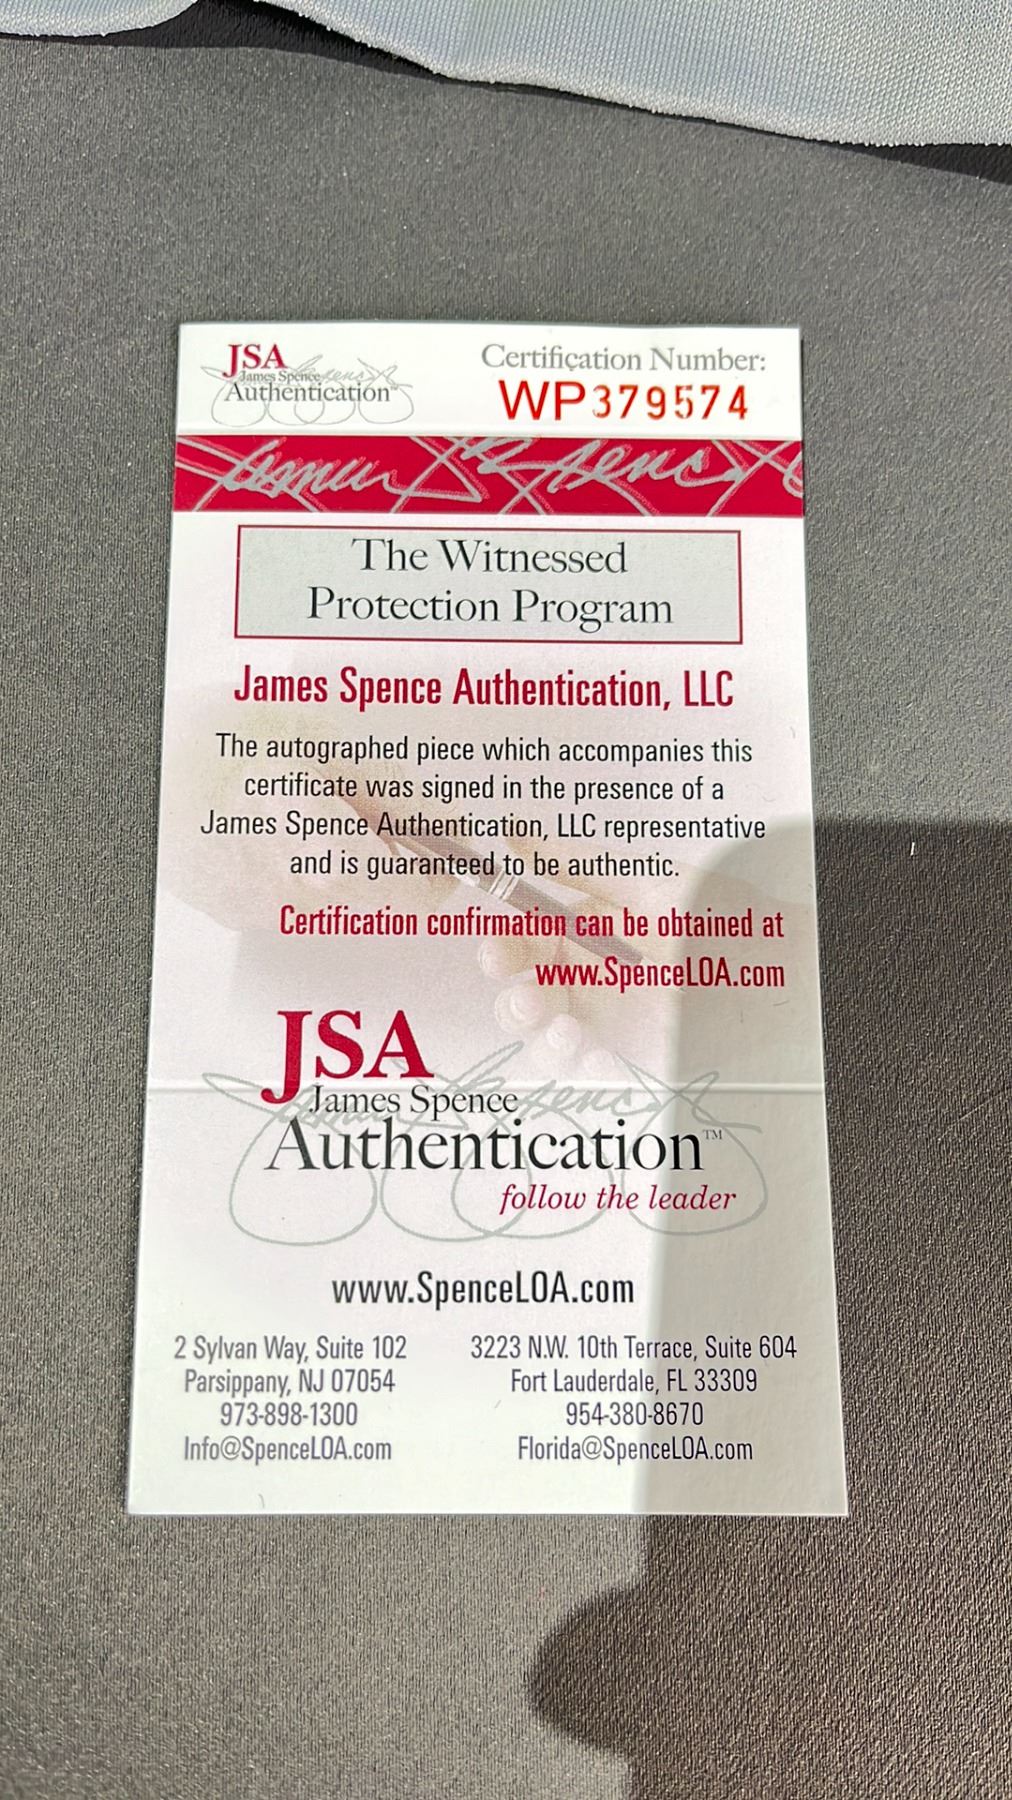 JSA
James Spence
Authentication™
Certification Number:
WP379574
James Spence
The Witnessed
Protection Program
James Spence Authentication, LLC
The autographed piece which accompanies this
certificate was signed in the presence of a
James Spence Authentication, LLC representative
and is guaranteed to be authentic.
Certification confirmation can be obtained at
www.SpenceLOA.com
JSA
James Spence
Authentication™
follow the leader
www.SpenceLOA.com
2 Sylvan Way, Suite 102
Parsippany, NJ 07054
973-898-1300
Info@SpenceLOA.com
3223 N.W. 10th Terrace, Suite 604
Fort Lauderdale, FL 33309
954-380-8670
Florida@SpenceLOA.com